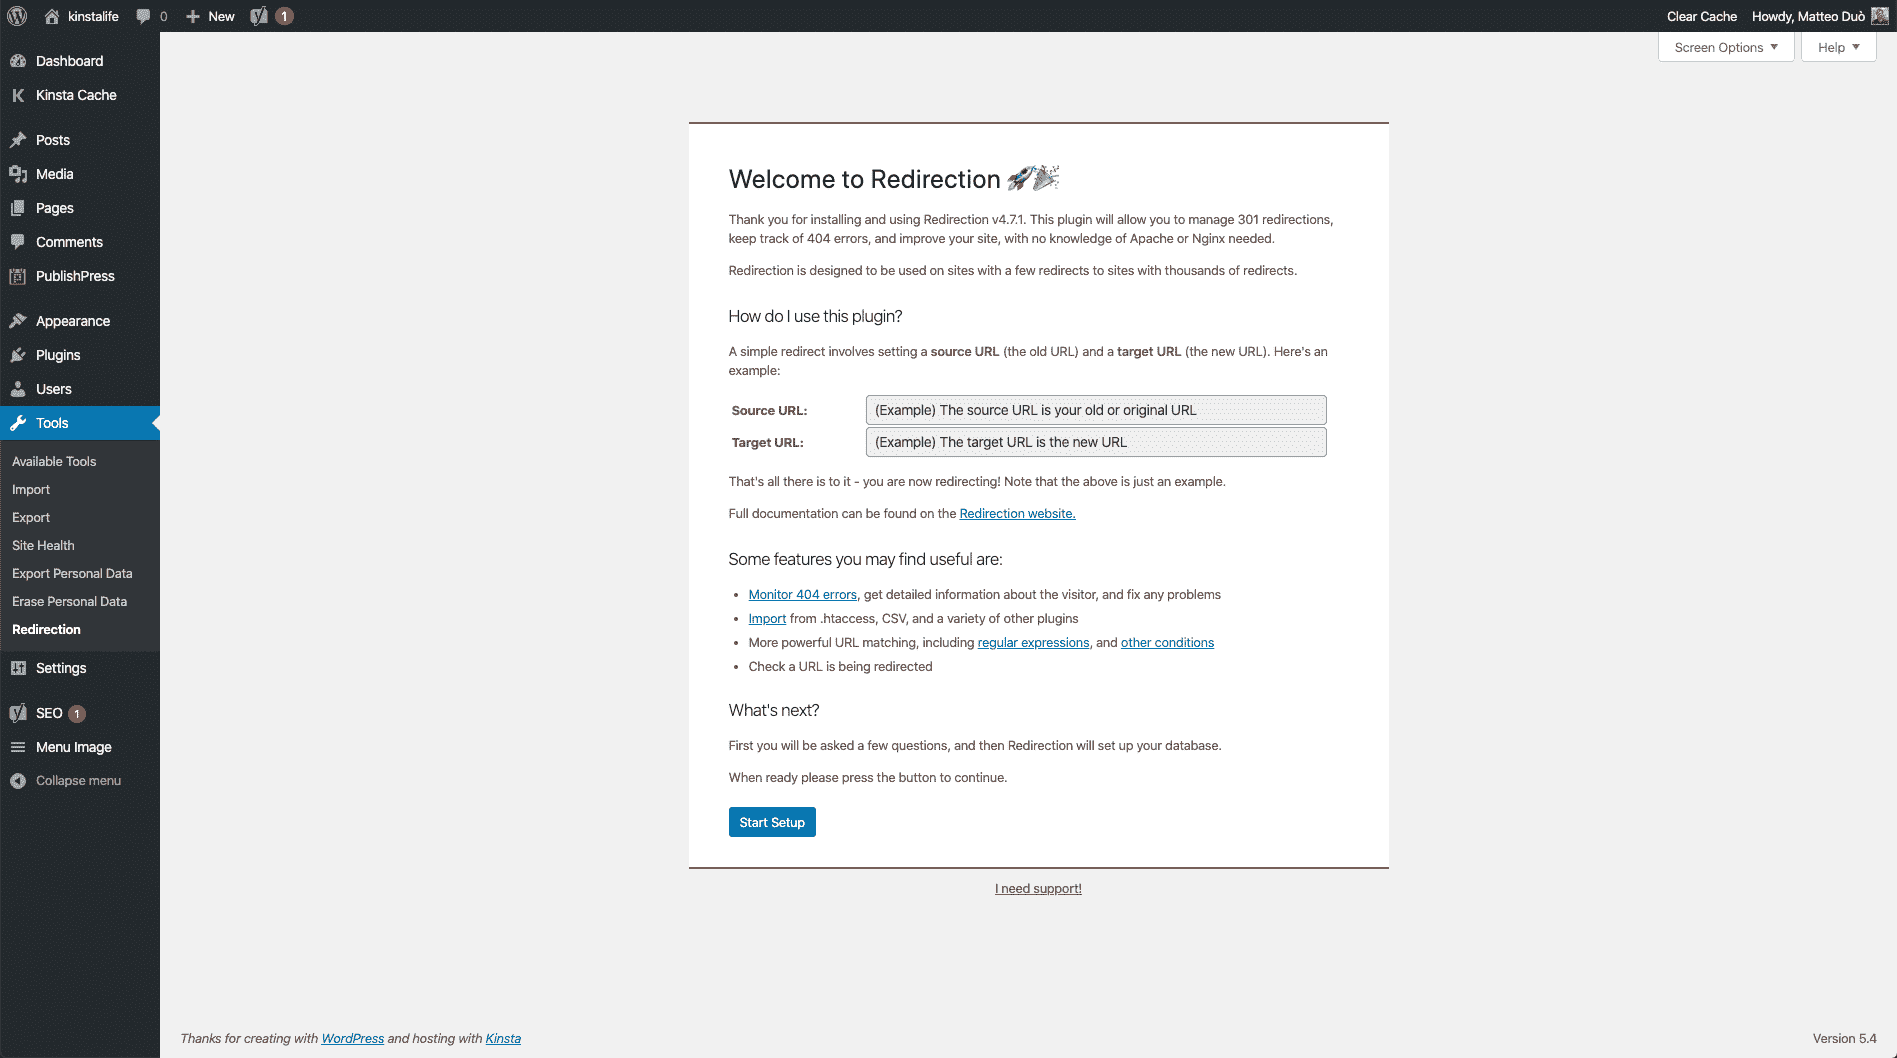 kinstalife
0
New
1
Clear Cache
Howdy, Matteo Duò
Screen Options
Help
Dashboard
Kinsta Cache
Posts
Media
Pages
Comments
PublishPress
Appearance
Plugins
Users
Tools
Available Tools
Import
Export
Site Health
Export Personal Data
Erase Personal Data
Redirection
Settings
SEO 1
Menu Image
Collapse menu
Welcome to Redirection 🚀🎉
Thank you for installing and using Redirection v4.7.1. This plugin will allow you to manage 301 redirections,
keep track of 404 errors, and improve your site, with no knowledge of Apache or Nginx needed.
Redirection is designed to be used on sites with a few redirects to sites with thousands of redirects.
How do I use this plugin?
A simple redirect involves setting a source URL (the old URL) and a target URL (the new URL). Here's an
example:
Source URL: (Example) The source URL is your old or original URL
Target URL: (Example) The target URL is the new URL
That's all there is to it - you are now redirecting! Note that the above is just an example.
Full documentation can be found on the Redirection website.
Some features you may find useful are:
• Monitor 404 errors, get detailed information about the visitor, and fix any problems
• Import from .htaccess, CSV, and a variety of other plugins
• More powerful URL matching, including regular expressions, and other conditions
• Check a URL is being redirected
What's next?
First you will be asked a few questions, and then Redirection will set up your database.
When ready please press the button to continue.
Start Setup
I need support!
Thanks for creating with WordPress and hosting with Kinsta
Version 5.4